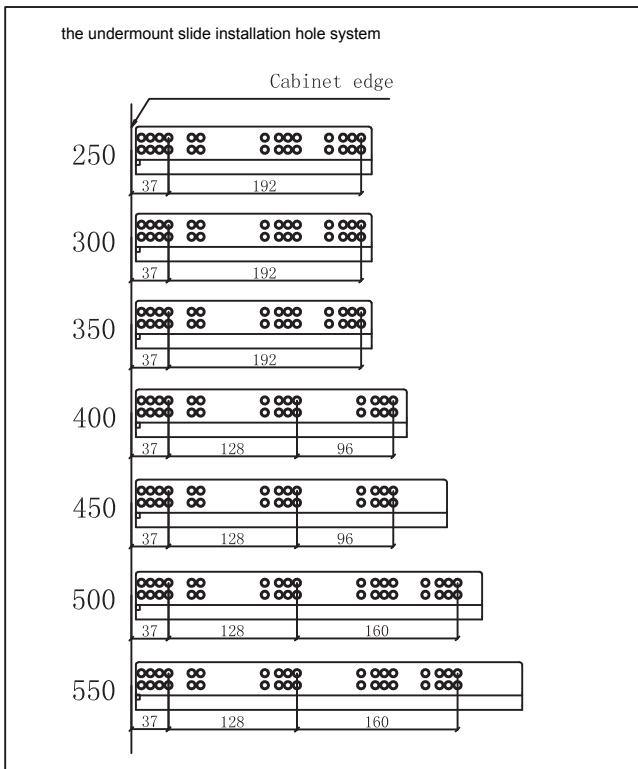 the undermount slide installation hole system
Cabinet edge
250
37 192
300
37 192
350
37 192
400
37 128 96
450
37 128 96
500
37 128 160
550
37 128 160